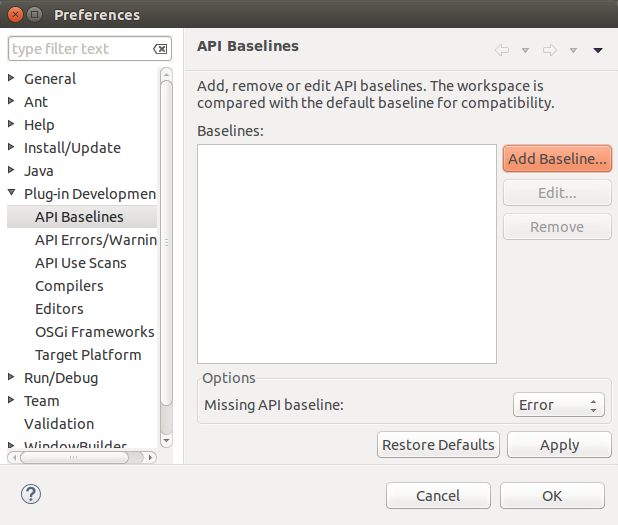 Preferences
type filter text
General
Ant
Help
Install/Update
Java
Plug-in Developmen
API Baselines
API Errors/Warnin
API Use Scans
Compilers
Editors
OSGi Frameworks
Target Platform
Run/Debug
Team
Validation
WindowBuilder
API Baselines
Add, remove or edit API baselines. The workspace is
compared with the default baseline for compatibility.
Baselines:
Add Baseline...
Edit...
Remove
Options
Missing API baseline: Error
Restore Defaults Apply
? Cancel OK